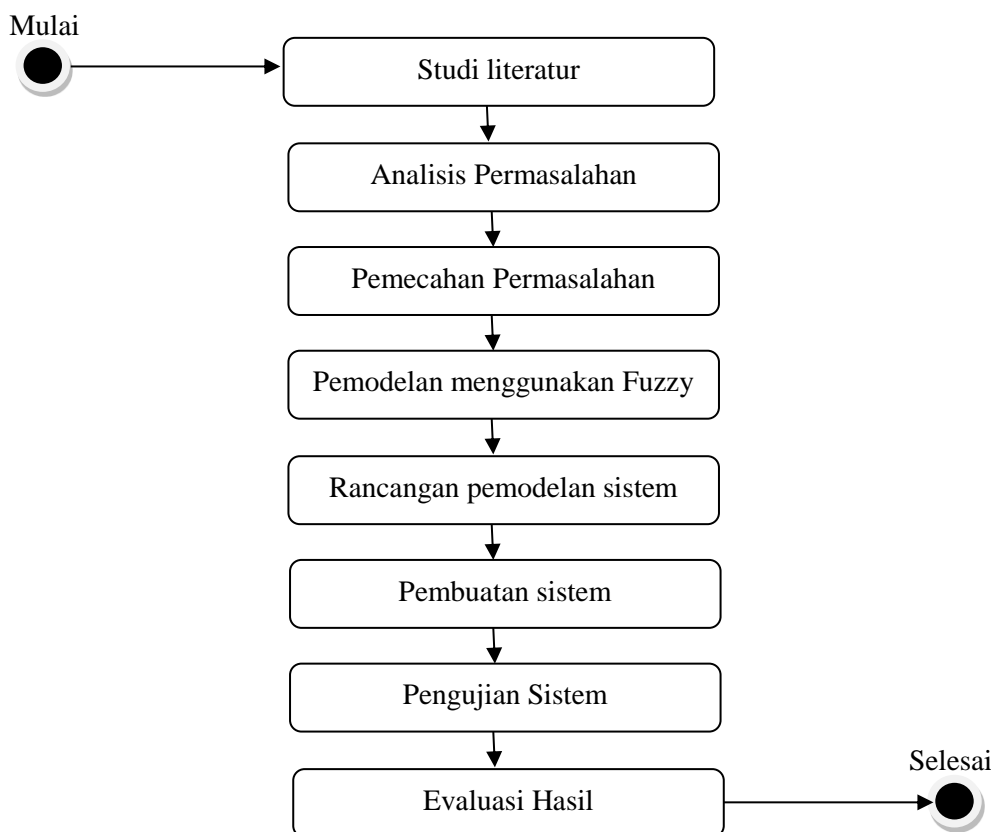 Mulai
Studi literatur
Analisis Permasalahan
Pemecahan Permasalahan
Pemodelan menggunakan Fuzzy
Rancangan pemodelan sistem
Pembuatan sistem
Pengujian Sistem
Evaluasi Hasil
Selesai